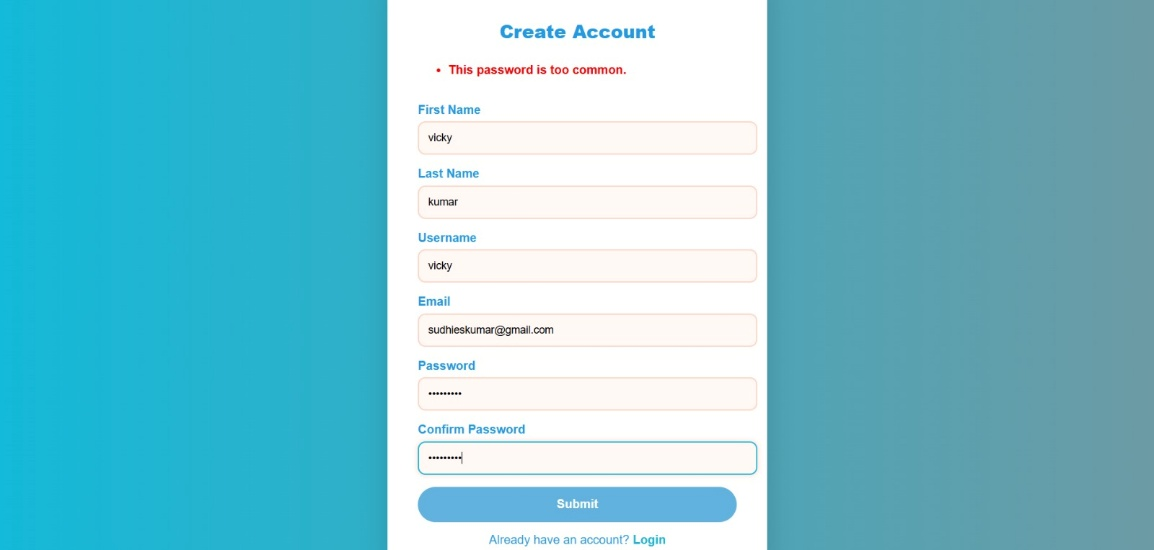 Create Account
• This password is too common.
First Name
vicky
Last Name
kumar
Username
vicky
Email
sudhieskumar@gmail.com
Password
•••••••••
Confirm Password
•••••••••
Submit
Already have an account? Login